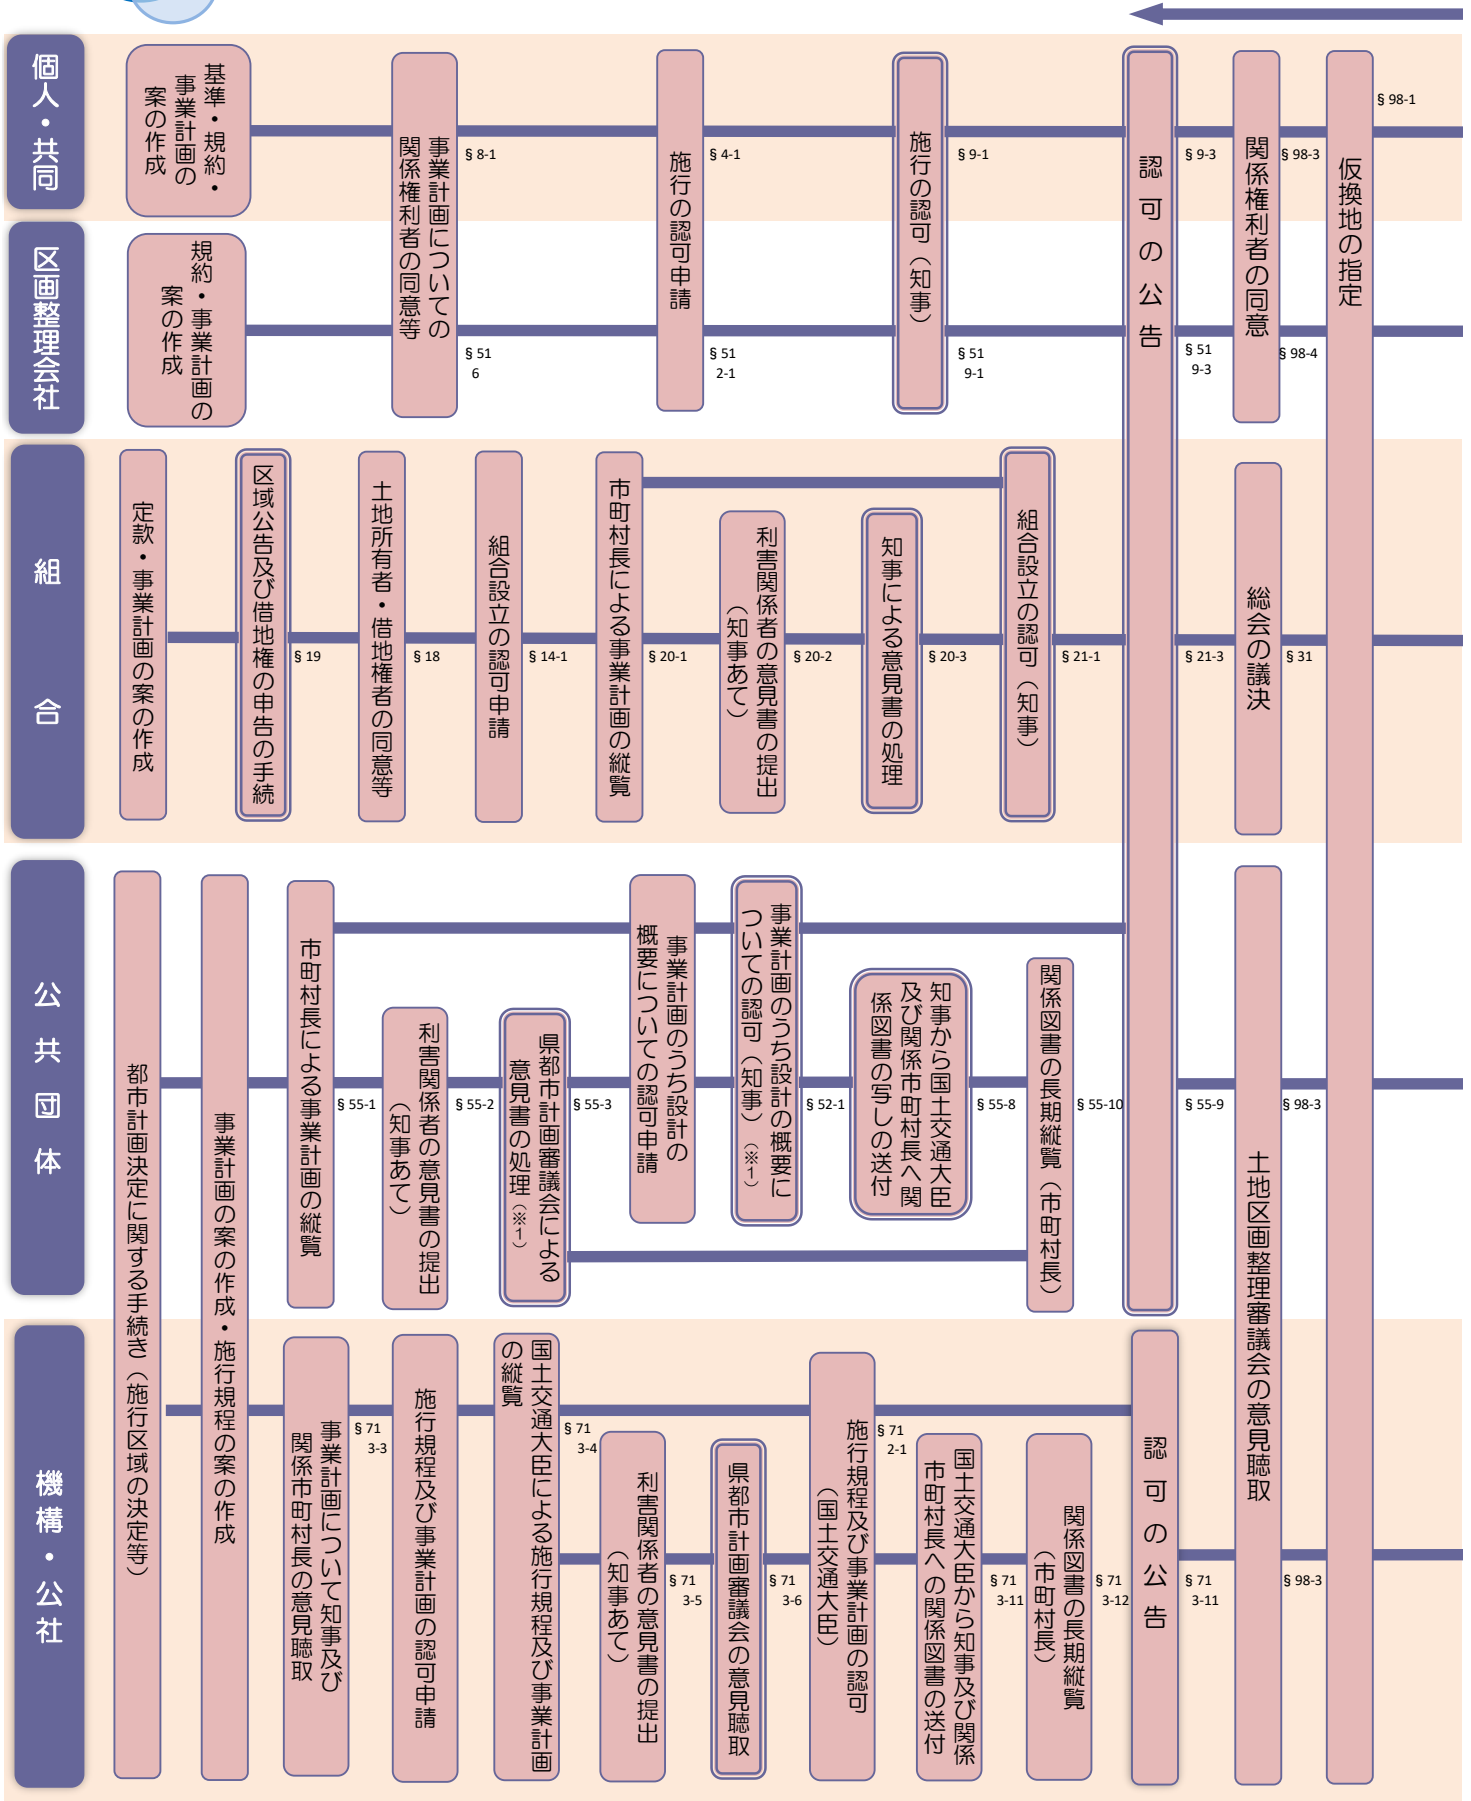 個人・共同
基準・規約・
事業計画の
案の作成
事業計画についての
関係権利者の同意等
§ 8-1
施行の認可申請
§ 4-1
施行の認可（知事）
§ 9-1
認可の公告
§ 9-3
関係権利者の同意
§ 98-3
仮換地の指定
§ 98-1
区画整理会社
規約・事業計画の
案の作成
§ 51
6
§ 51
2-1
§ 51
9-1
§ 51
9-3
§ 98-4
組合
定款・事業計画の案の作成
区域公告及び借地権の申告の手続
§ 19
土地所有者・借地権者の同意等
§ 18
組合設立の認可申請
§ 14-1
市町村長による事業計画の縦覧
§ 20-1
利害関係者の意見書の提出
（知事あて）
§ 20-2
知事による意見書の処理
§ 20-3
組合設立の認可（知事）
§ 21-1
§ 21-3
総会の議決
§ 31
公共団体
都市計画決定に関する手続き（施行区域の決定等）
事業計画の案の作成・施行規程の案の作成
市町村長による事業計画の縦覧
§ 55-1
利害関係者の意見書の提出
（知事あて）
§ 55-2
県都市計画審議会による
意見書の処理（※1）
§ 55-3
事業計画のうち設計の
概要についての認可申請
事業計画のうち設計の概要に
ついての認可（知事）（※1）
§ 52-1
知事から国土交通大臣
及び関係市町村長へ関
係図書の写しの送付
§ 55-8
関係図書の長期縦覧（市町村長）
§ 55-10
§ 55-9
土地区画整理審議会の意見聴取
§ 98-3
機構・公社
事業計画について知事及び
関係市町村長の意見聴取
§ 71
3-3
施行規程及び事業計画の認可申請
国土交通大臣による施行規程及び事業計画
の縦覧
§ 71
3-4
利害関係者の意見書の提出
（知事あて）
§ 71
3-5
県都市計画審議会の意見聴取
§ 71
3-6
施行規程及び事業計画の認可
（国土交通大臣）
§ 71
2-1
国土交通大臣から知事及び関係
市町村長への関係図書の送付
§ 71
3-11
関係図書の長期縦覧
（市町村長）
§ 71
3-12
認可の公告
§ 71
3-11
§ 98-3